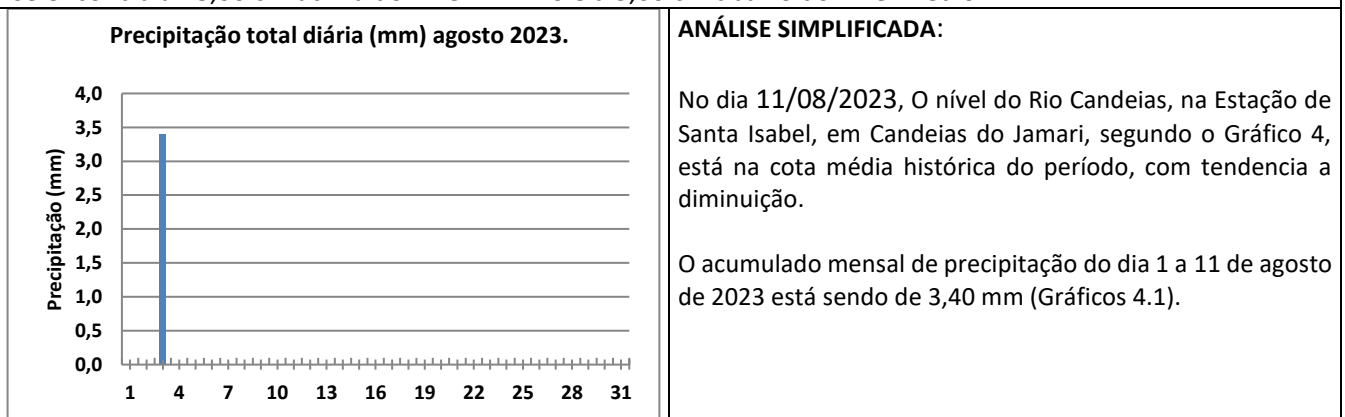 Precipitação total diária (mm) agosto 2023.
Precipitação (mm)
4,0
3,5
3,0
2,5
2,0
1,5
1,0
0,5
0,0
1 4 7 10 13 16 19 22 25 28 31
ANÁLISE SIMPLIFICADA:
No dia 11/08/2023, O nível do Rio Candeias, na Estação de
Santa Isabel, em Candeias do Jamari, segundo o Gráfico 4,
está na cota média histórica do período, com tendencia a
diminuição.
O acumulado mensal de precipitação do dia 1 a 11 de agosto
de 2023 está sendo de 3,40 mm (Gráficos 4.1).